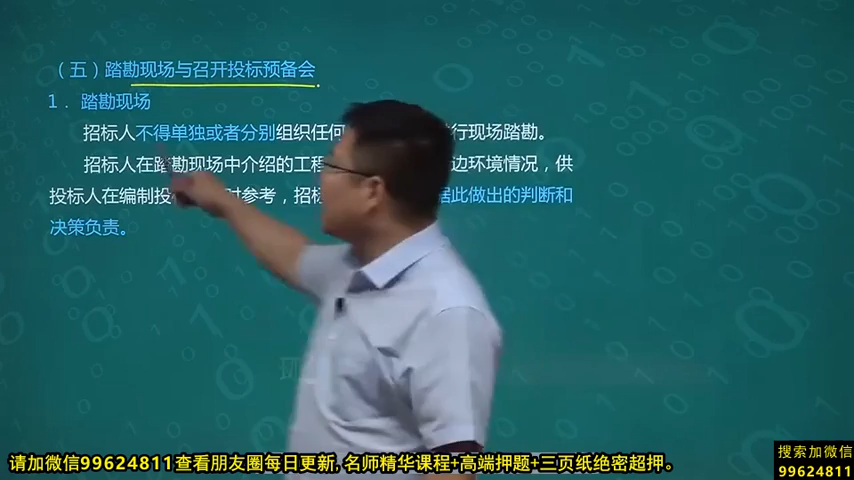 （五）踏勘现场与召开投标预备会
1． 踏勘现场
招标人不得单独或者分别组织任何 行现场踏勘。
招标人在踏勘现场中介绍的工程 边环境情况，供
投标人在编制投 时参考，招标 据此做出的判断和
决策负责。
请加微信99624811查看朋友圈每日更新,名师精华课程+高端押题+三页纸绝密超押。
搜索加微信
99624811